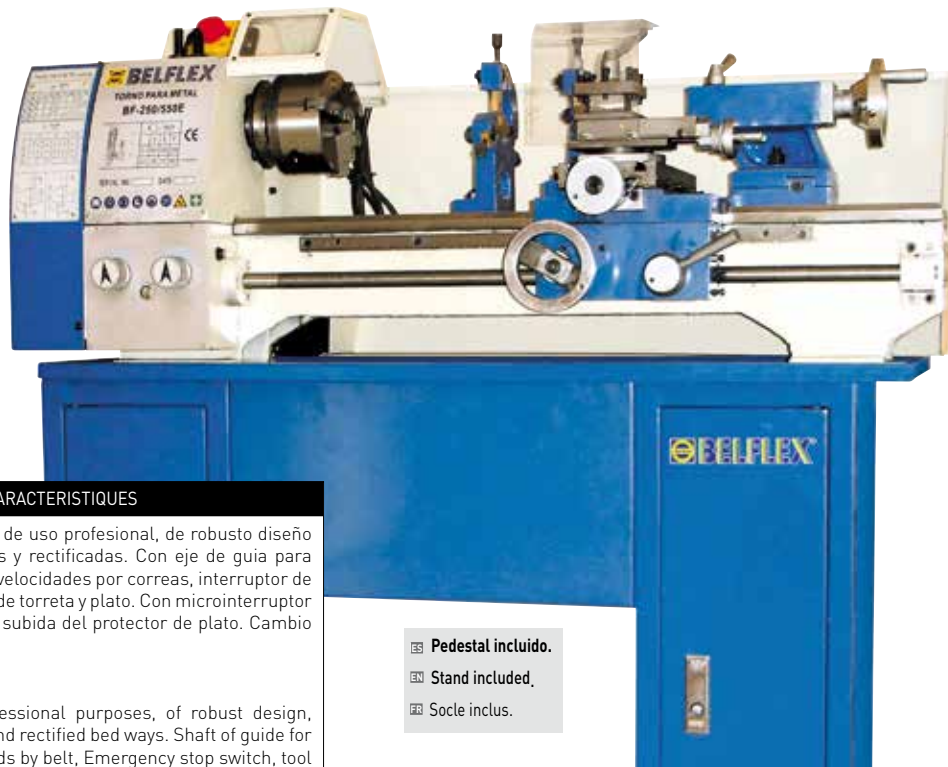 BELFLEX
TORNO PARA METAL
BF-250/550E
CE
BELFLEX
ARACTERISTIQUES
de uso profesional, de robusto diseño
s y rectificadas. Con eje de guia para
velocidades por correas, interruptor de
de torreta y plato. Con microinterruptor
subida del protector de plato. Cambio
essional purposes, of robust design,
nd rectified bed ways. Shaft of guide for
ds by belt, Emergency stop switch, tool
ES Pedestal incluido.
EN Stand included.
FR Socle inclus.